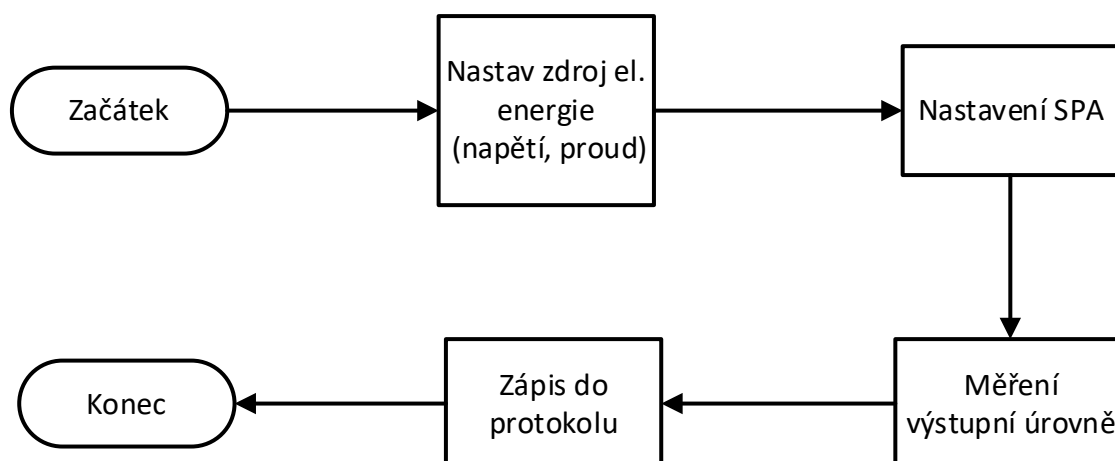 Začátek
Nastav zdroj el.
energie
(napětí, proud)
Nastavení SPA
Měření
výstupní úrovně
Zápis do
protokolu
Konec